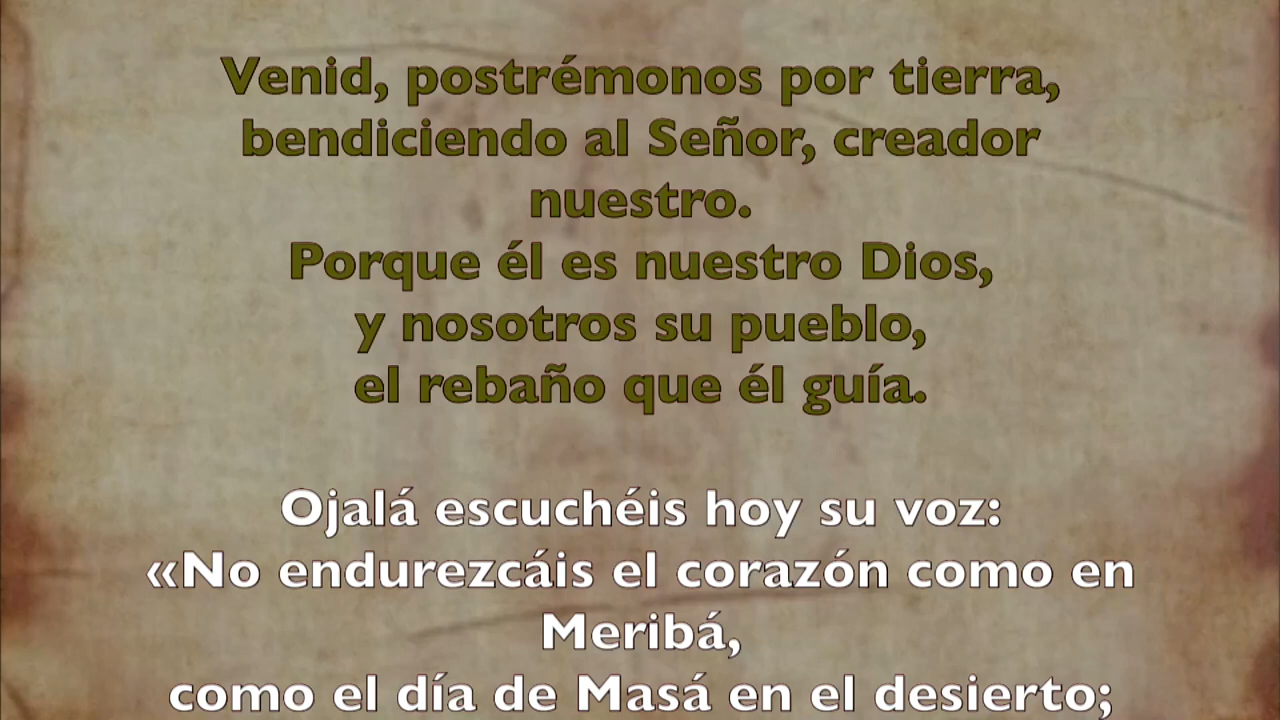 Venid, postrémonos por tierra,
bendiciendo al Señor, creador
nuestro.
Porque él es nuestro Dios,
y nosotros su pueblo,
el rebaño que él guía.
Ojalá escuchéis hoy su voz:
«No endurezcáis el corazón como en
Meribá,
como el día de Masá en el desierto;